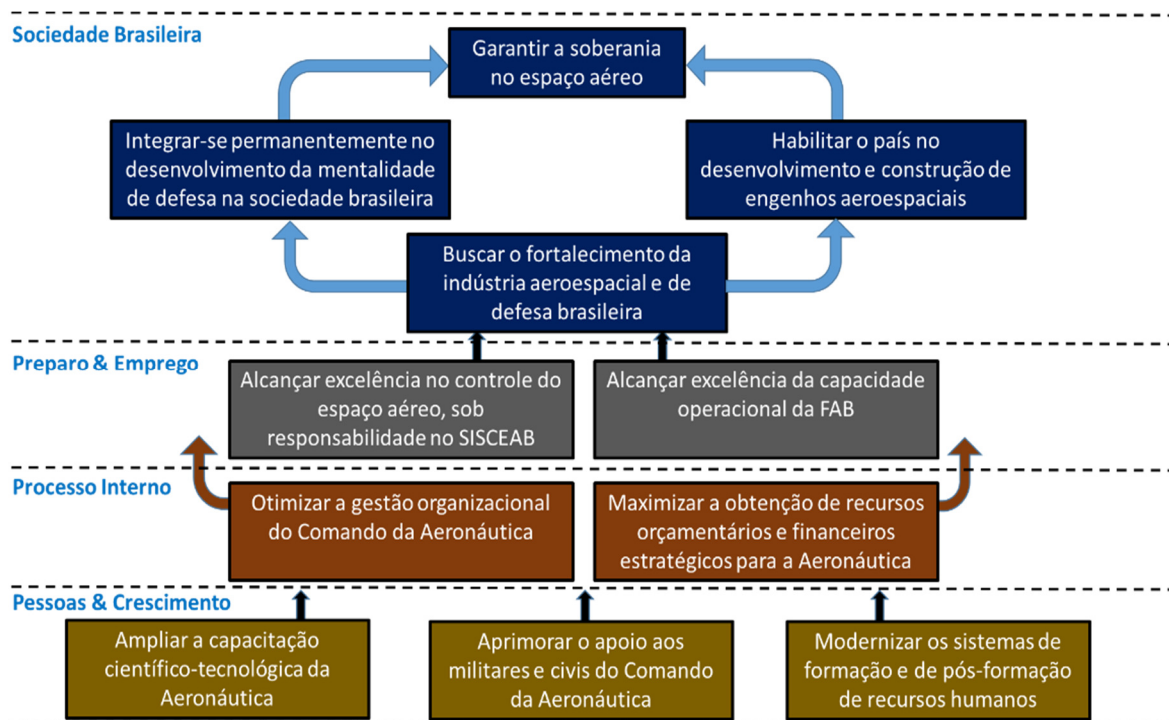 Sociedade Brasileira
Garantir a soberania
no espaço aéreo
Integrar-se permanentemente no
desenvolvimento da mentalidade
de defesa na sociedade brasileira
Habilitar o país no
desenvolvimento e construção de
engenhos aeroespaciais
Buscar o fortalecimento da
indústria aeroespacial e de
defesa brasileira
Preparo & Emprego
Alcançar excelência no controle do
espaço aéreo, sob
responsabilidade no SISCEAB
Alcançar excelência da capacidade
operacional da FAB
Processo Interno
Otimizar a gestão organizacional
do Comando da Aeronáutica
Maximizar a obtenção de recursos
orçamentários e financeiros
estratégicos para a Aeronáutica
Pessoas & Crescimento
Ampliar a capacitação
científico-tecnológica da
Aeronáutica
Aprimorar o apoio aos
militares e civis do Comando
da Aeronáutica
Modernizar os sistemas de
formação e de pós-formação
de recursos humanos